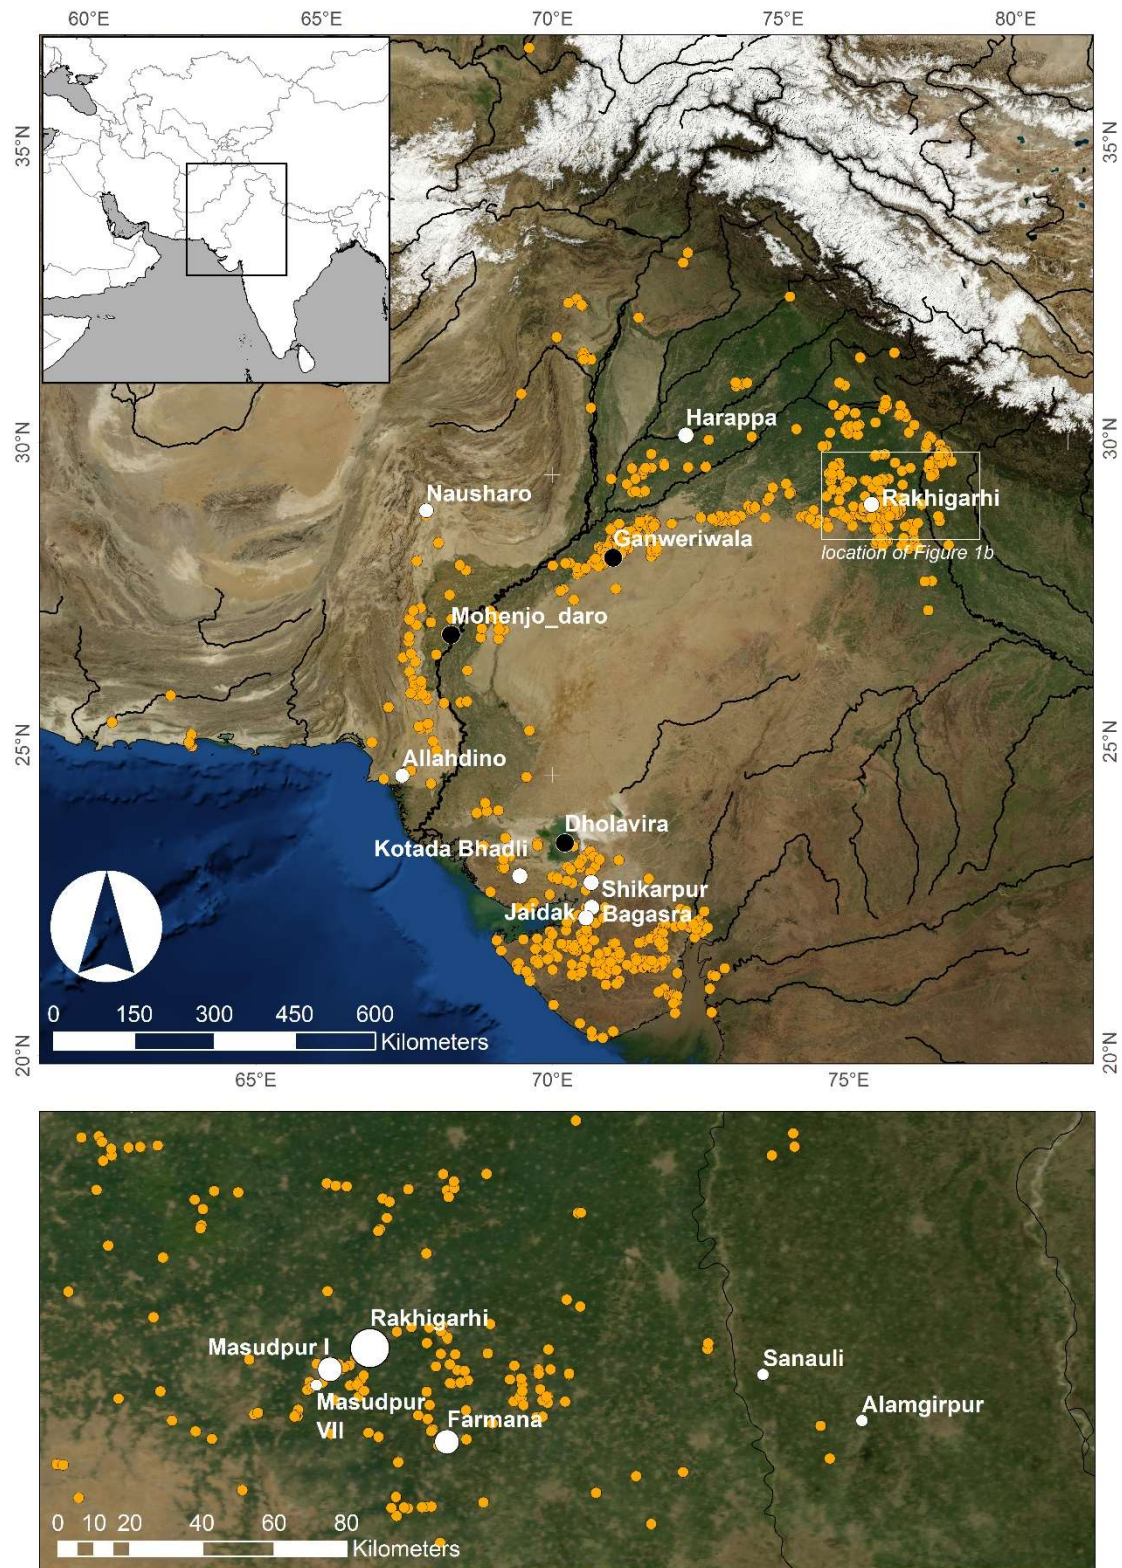 60°E
65°E
70°E
75°E
80°E
35°N
35°N
Harappa
30°N
30°N
Nausharo
Rakhigarhi
Ganweriwala
location of Figure 1b
Mohenjo_daro
25°N
25°N
Allahdino
Dholavira
Kotada Bhadli
Shikarpur
Jaidak
Bagasra
0 150 300 450 600
Kilometers
20°N
20°N
65°E
70°E
75°E
Rakhigarhi
Masudpur I
Sanauli
Masudpur
VII
Alamgirpur
Farmana
0 10 20 40 60 80
Kilometers